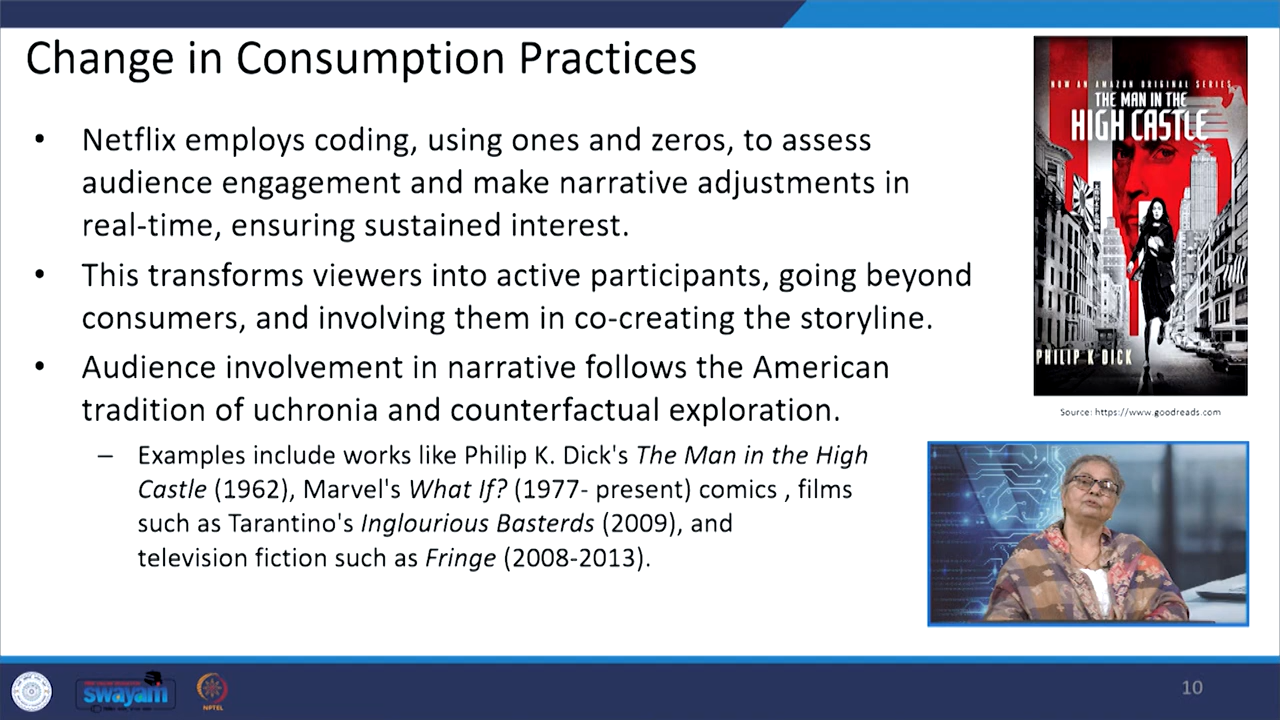 Change in Consumption Practices
• Netflix employs coding, using ones and zeros, to assess
audience engagement and make narrative adjustments in
real-time, ensuring sustained interest.
• This transforms viewers into active participants, going beyond
consumers, and involving them in co-creating the storyline.
• Audience involvement in narrative follows the American
tradition of uchronia and counterfactual exploration.
– Examples include works like Philip K. Dick's The Man in the High
Castle (1962), Marvel's What If? (1977- present) comics , films
such as Tarantino's Inglourious Basterds (2009), and
television fiction such as Fringe (2008-2013).
NOW AN AMAZON ORIGINAL SERIES
THE MAN IN THE
HIGH CASTLE
PHILIP K DICK
Source: https://www.goodreads.com
swayam
NPTEL
10